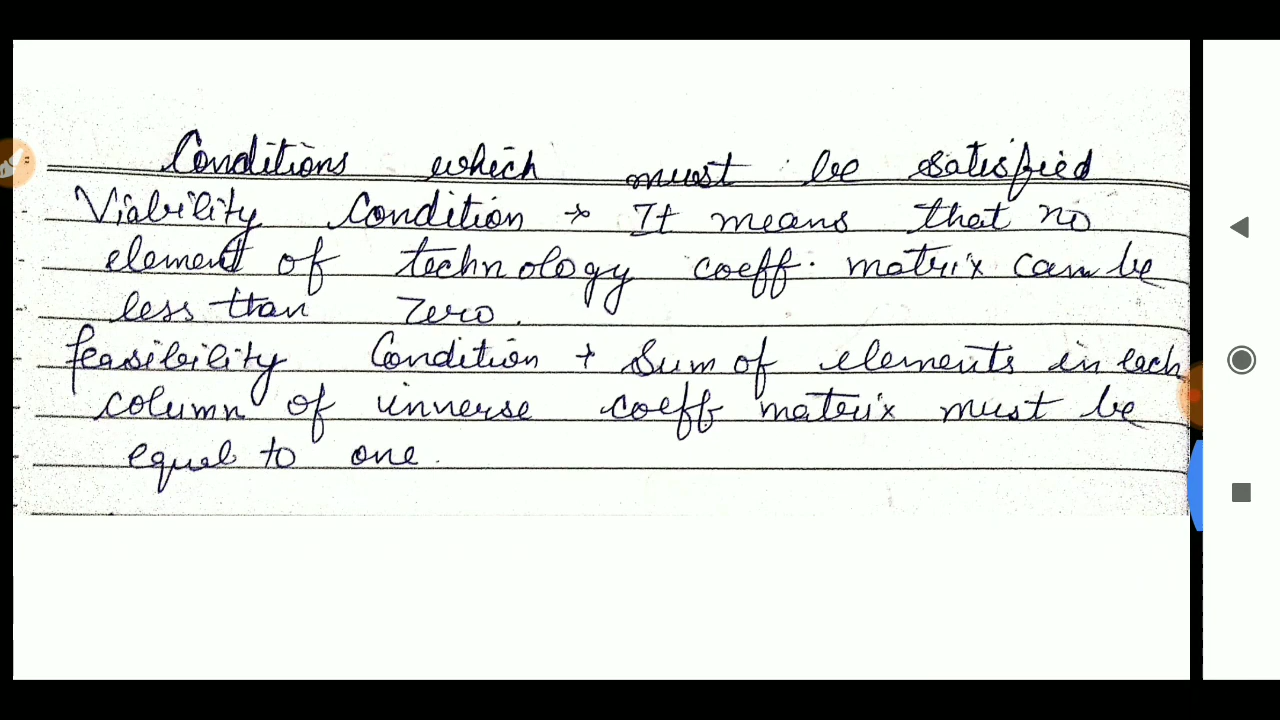 Conditions which must be satisfied
Viability Condition → It means that no
element of technology coeff. matrix can be
less than zero.
feasibility Condition → Sum of elements in each
column of inverse coeff matrix must be
equal to one.